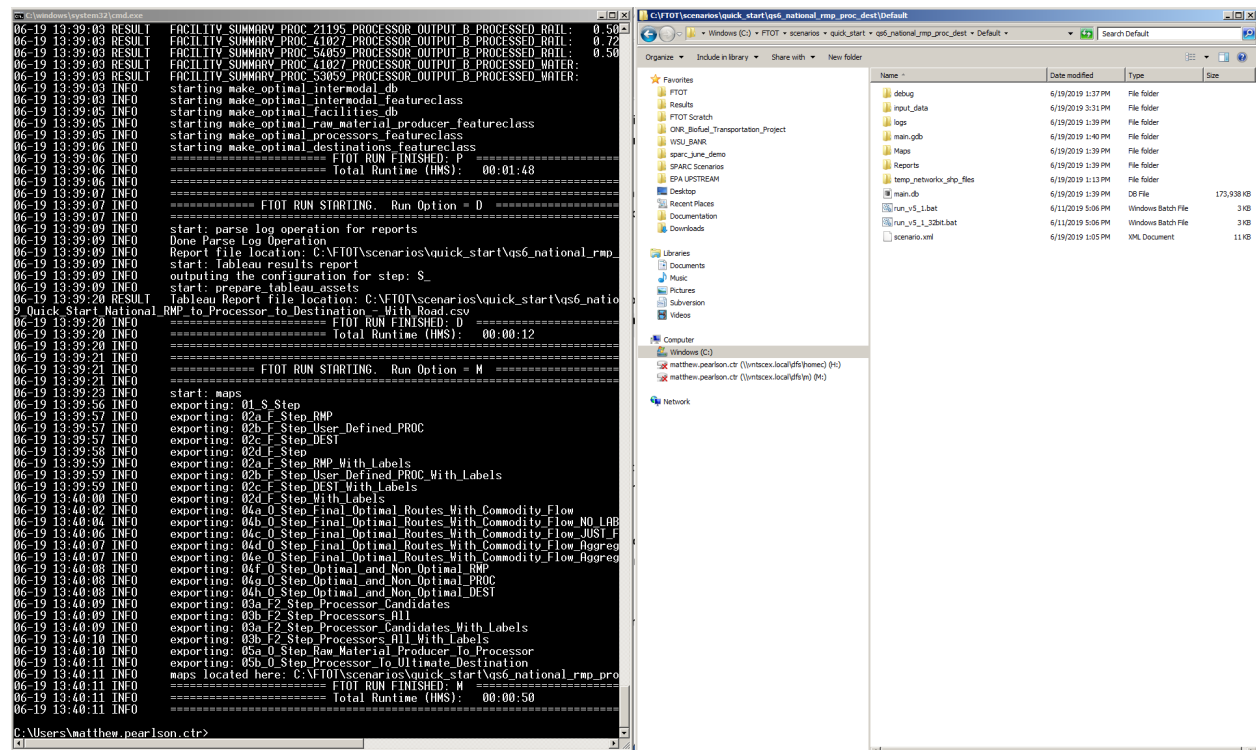 C:\windows\system32\cmd.exe
06-19 13:39:03 RESULT FACILITY_SUMMARY_PROC_21195_PROCESSOR_OUTPUT_B_PROCESSED_RAIL: 0.50
06-19 13:39:03 RESULT FACILITY_SUMMARY_PROC_41027_PROCESSOR_OUTPUT_B_PROCESSED_RAIL: 0.72
06-19 13:39:03 RESULT FACILITY_SUMMARY_PROC_54059_PROCESSOR_OUTPUT_B_PROCESSED_RAIL: 0.50
06-19 13:39:03 RESULT FACILITY_SUMMARY_PROC_41027_PROCESSOR_OUTPUT_B_PROCESSED_WATER:
06-19 13:39:03 RESULT FACILITY_SUMMARY_PROC_53059_PROCESSOR_OUTPUT_B_PROCESSED_WATER:
06-19 13:39:03 INFO starting make_optimal_intermodal_db
06-19 13:39:03 INFO starting make_optimal_intermodal_featureclass
06-19 13:39:05 INFO starting make_optimal_facilities_db
06-19 13:39:05 INFO starting make_optimal_raw_material_producer_featureclass
06-19 13:39:05 INFO starting make_optimal_processors_featureclass
06-19 13:39:06 INFO starting make_optimal_destinations_featureclass
06-19 13:39:06 INFO ====================== FTOT RUN FINISHED: P ====================
06-19 13:39:06 INFO ====================== Total Runtime (HMS): 00:01:48
06-19 13:39:06 INFO ================================================================
06-19 13:39:07 INFO ================================================================
06-19 13:39:07 INFO ============= FTOT RUN STARTING. Run Option = D =================
06-19 13:39:07 INFO ================================================================
06-19 13:39:09 INFO start: parse log operation for reports
06-19 13:39:09 INFO Done Parse Log Operation
06-19 13:39:09 INFO Report file location: C:\FTOT\scenarios\quick_start\qs6_national_rmp_
06-19 13:39:09 INFO start: Tableau results report
06-19 13:39:09 INFO outputing the configuration for step: S_
06-19 13:39:09 INFO start: prepare_tableau_assets
06-19 13:39:20 RESULT Tableau Report file location: C:\FTOT\scenarios\quick_start\qs6_natio
9_Quick_Start_National_RMP_to_Processor_to_Destination_-_With_Road.csv
06-19 13:39:20 INFO ====================== FTOT RUN FINISHED: D ====================
06-19 13:39:20 INFO ====================== Total Runtime (HMS): 00:00:12
06-19 13:39:20 INFO ================================================================
06-19 13:39:21 INFO ================================================================
06-19 13:39:21 INFO ============= FTOT RUN STARTING. Run Option = M =================
06-19 13:39:21 INFO ================================================================
06-19 13:39:23 INFO start: maps
06-19 13:39:56 INFO exporting: 01_S_Step
06-19 13:39:57 INFO exporting: 02a_F_Step_RMP
06-19 13:39:57 INFO exporting: 02b_F_Step_User_Defined_PROC
06-19 13:39:57 INFO exporting: 02c_F_Step_DEST
06-19 13:39:58 INFO exporting: 02d_F_Step
06-19 13:39:59 INFO exporting: 02a_F_Step_RMP_With_Labels
06-19 13:39:59 INFO exporting: 02b_F_Step_User_Defined_PROC_With_Labels
06-19 13:39:59 INFO exporting: 02c_F_Step_DEST_With_Labels
06-19 13:40:00 INFO exporting: 02d_F_Step_With_Labels
06-19 13:40:02 INFO exporting: 04a_O_Step_Final_Optimal_Routes_With_Commodity_Flow
06-19 13:40:04 INFO exporting: 04b_O_Step_Final_Optimal_Routes_With_Commodity_Flow_NO_LAB
06-19 13:40:06 INFO exporting: 04c_O_Step_Final_Optimal_Routes_With_Commodity_Flow_JUST_F
06-19 13:40:07 INFO exporting: 04d_O_Step_Final_Optimal_Routes_With_Commodity_Flow_Aggreg
06-19 13:40:07 INFO exporting: 04e_O_Step_Final_Optimal_Routes_With_Commodity_Flow_Aggreg
06-19 13:40:08 INFO exporting: 04f_O_Step_Optimal_and_Non_Optimal_RMP
06-19 13:40:08 INFO exporting: 04g_O_Step_Optimal_and_Non_Optimal_PROC
06-19 13:40:08 INFO exporting: 04h_O_Step_Optimal_and_Non_Optimal_DEST
06-19 13:40:09 INFO exporting: 03a_F2_Step_Processor_Candidates
06-19 13:40:09 INFO exporting: 03b_F2_Step_Processors_All
06-19 13:40:09 INFO exporting: 03a_F2_Step_Processor_Candidates_With_Labels
06-19 13:40:10 INFO exporting: 03b_F2_Step_Processors_All_With_Labels
06-19 13:40:10 INFO exporting: 05a_O_Step_Raw_Material_Producer_To_Processor
06-19 13:40:11 INFO exporting: 05b_O_Step_Processor_To_Ultimate_Destination
06-19 13:40:11 INFO maps located here: C:\FTOT\scenarios\quick_start\qs6_national_rmp_pro
06-19 13:40:11 INFO ====================== FTOT RUN FINISHED: M ====================
06-19 13:40:11 INFO ====================== Total Runtime (HMS): 00:00:50
06-19 13:40:11 INFO ================================================================
C:\Users\matthew.pearlson.ctr>
C:\FTOT\scenarios\quick_start\qs6_national_rmp_proc_dest\Default
Windows (C:) FTOT scenarios quick_start qs6_national_rmp_proc_dest Default
Search Default
Organize Include in library Share with New folder
Favorites
FTOT
Results
FTOT Scratch
ONR_Biofuel_Transportation_Project
WSU_BANR
sparc_june_demo
SPARC Scenarios
EPA UPSTREAM
Desktop
Recent Places
Documentation
Downloads
Libraries
Documents
Music
Pictures
Subversion
Videos
Computer
Windows (C:)
matthew.pearlson.ctr (\\vntscex.local\dfs\homec) (H:)
matthew.pearlson.ctr (\\vntscex.local\dfs\m) (M:)
Network
Name Date modified Type Size
debug 6/19/2019 1:37 PM File folder
input_data 6/19/2019 3:31 PM File folder
logs 6/19/2019 1:39 PM File folder
main.gdb 6/19/2019 1:40 PM File folder
Maps 6/19/2019 1:39 PM File folder
Reports 6/19/2019 1:39 PM File folder
temp_networkx_shp_files 6/19/2019 1:13 PM File folder
main.db 6/19/2019 1:39 PM DB File 173,938 KB
run_v5_1.bat 6/11/2019 5:06 PM Windows Batch File 3 KB
run_v5_1_32bit.bat 6/11/2019 5:06 PM Windows Batch File 3 KB
scenario.xml 6/19/2019 1:05 PM XML Document 11 KB